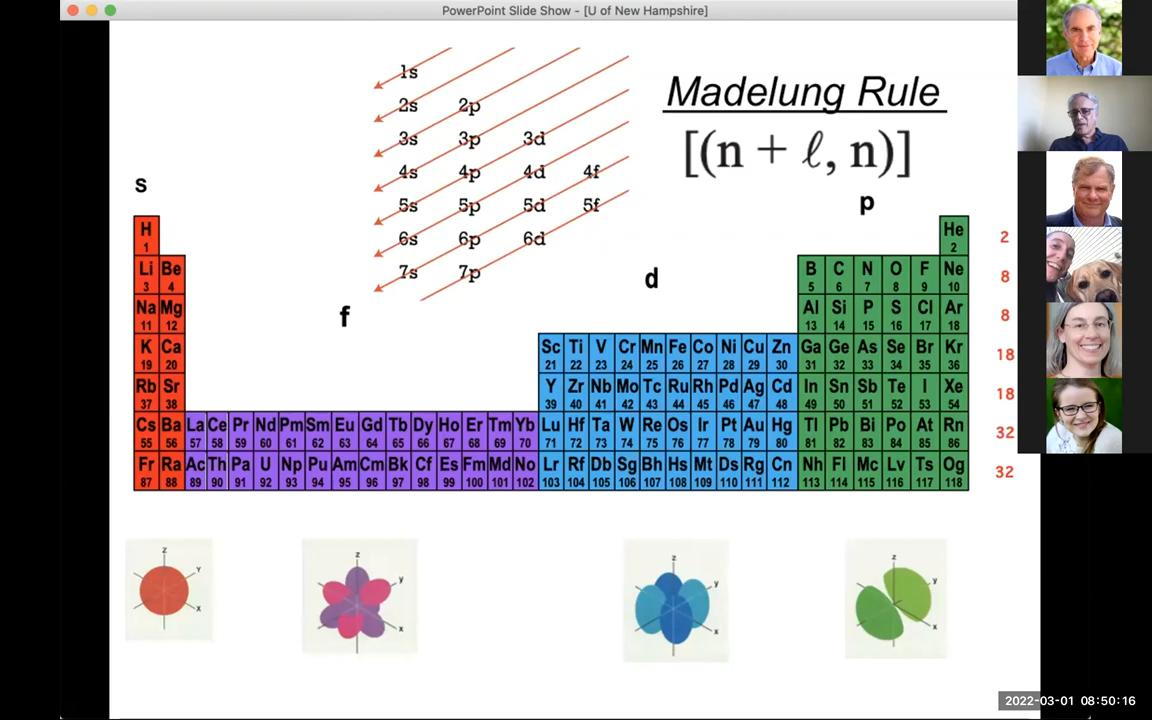 PowerPoint Slide Show - [U of New Hampshire]
1s
2s 2p
3s 3p 3d
4s 4p 4d 4f
5s 5p 5d 5f
6s 6p 6d
7s 7p
Madelung Rule
[(n + ℓ, n)]
s
p
d
f
H He 2
1 2
Li Be B C N O F Ne 8
3 4 5 6 7 8 9 10
Na Mg Al Si P S Cl Ar 8
11 12 13 14 15 16 17 18
K Ca Sc Ti V Cr Mn Fe Co Ni Cu Zn Ga Ge As Se Br Kr 18
19 20 21 22 23 24 25 26 27 28 29 30 31 32 33 34 35 36
Rb Sr Y Zr Nb Mo Tc Ru Rh Pd Ag Cd In Sn Sb Te I Xe 18
37 38 39 40 41 42 43 44 45 46 47 48 49 50 51 52 53 54
Cs Ba La Ce Pr Nd Pm Sm Eu Gd Tb Dy Ho Er Tm Yb Lu Hf Ta W Re Os Ir Pt Au Hg Tl Pb Bi Po At Rn 32
55 56 57 58 59 60 61 62 63 64 65 66 67 68 69 70 71 72 73 74 75 76 77 78 79 80 81 82 83 84 85 86
Fr Ra Ac Th Pa U Np Pu Am Cm Bk Cf Es Fm Md No Lr Rf Db Sg Bh Hs Mt Ds Rg Cn Nh Fl Mc Lv Ts Og 32
87 88 89 90 91 92 93 94 95 96 97 98 99 100 101 102 103 104 105 106 107 108 109 110 111 112 113 114 115 116 117 118
z Y x
z y x
z y x
z y x
2022-03-01 08:50:16